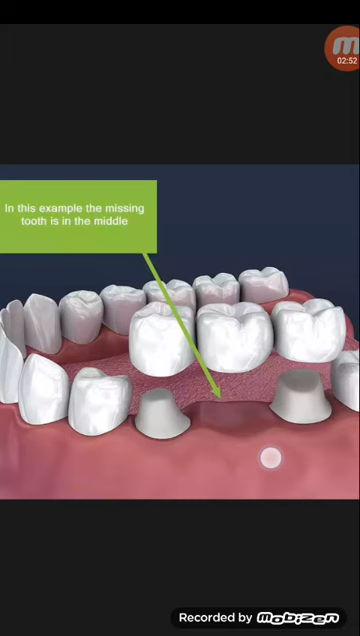 02:52
In this example the missing
tooth is in the middle
Recorded by MOBIZEN